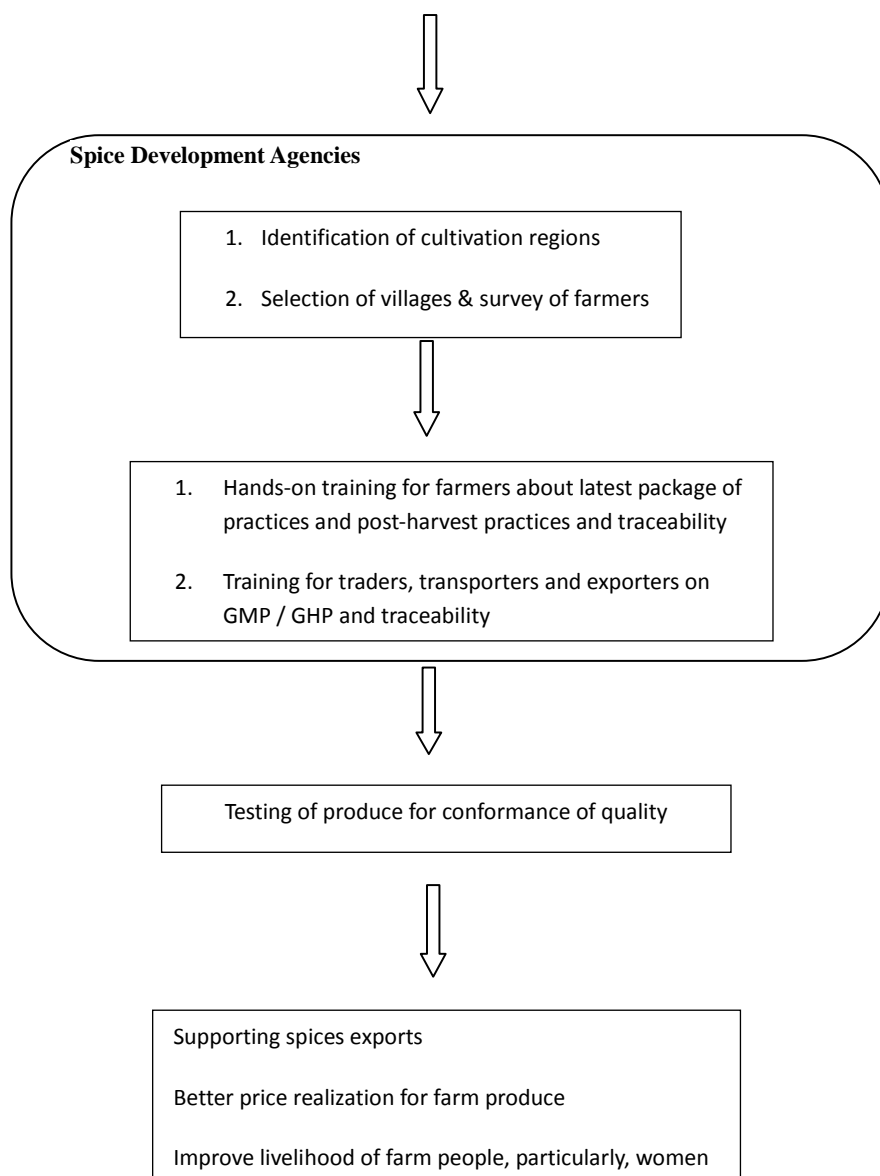 Spice Development Agencies
1. Identification of cultivation regions
2. Selection of villages & survey of farmers
1. Hands-on training for farmers about latest package of
practices and post-harvest practices and traceability
2. Training for traders, transporters and exporters on
GMP / GHP and traceability
Testing of produce for conformance of quality
Supporting spices exports
Better price realization for farm produce
Improve livelihood of farm people, particularly, women